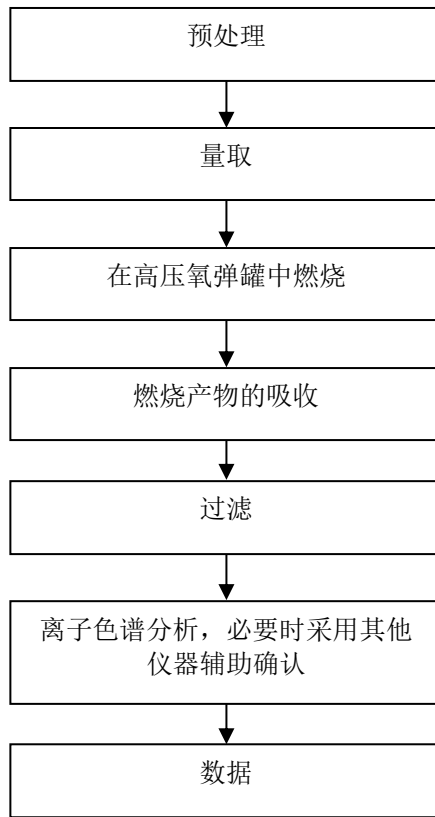 预处理
量取
在高压氧弹罐中燃烧
燃烧产物的吸收
过滤
离子色谱分析，必要时采用其他
仪器辅助确认
数据